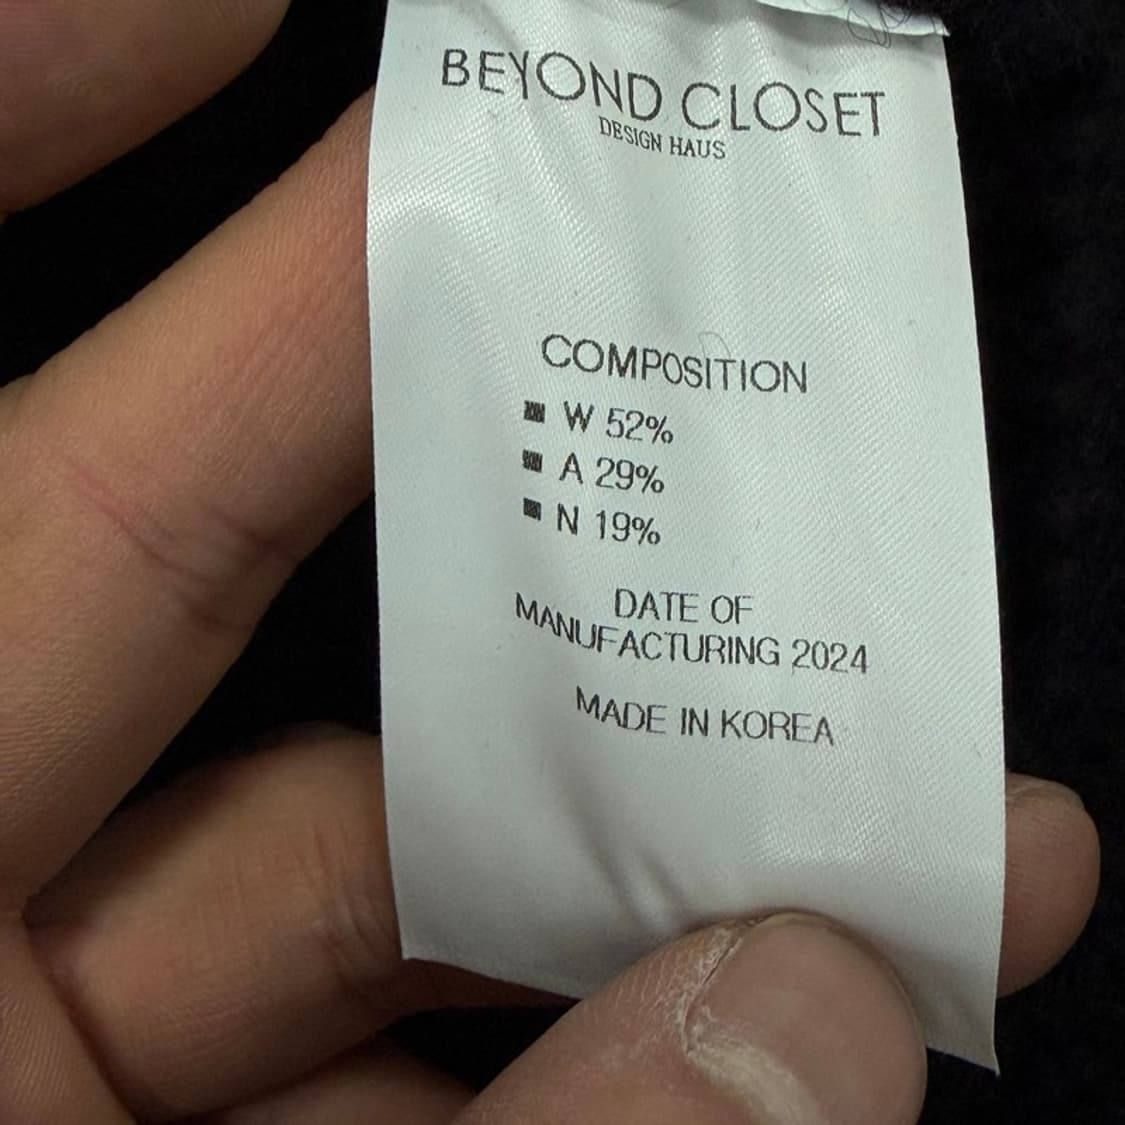 BEYOND CLOSET
DESIGN HAUS
COMPOSITION
W 52%
A 29%
N 19%
DATE OF
MANUFACTURING 2024
MADE IN KOREA